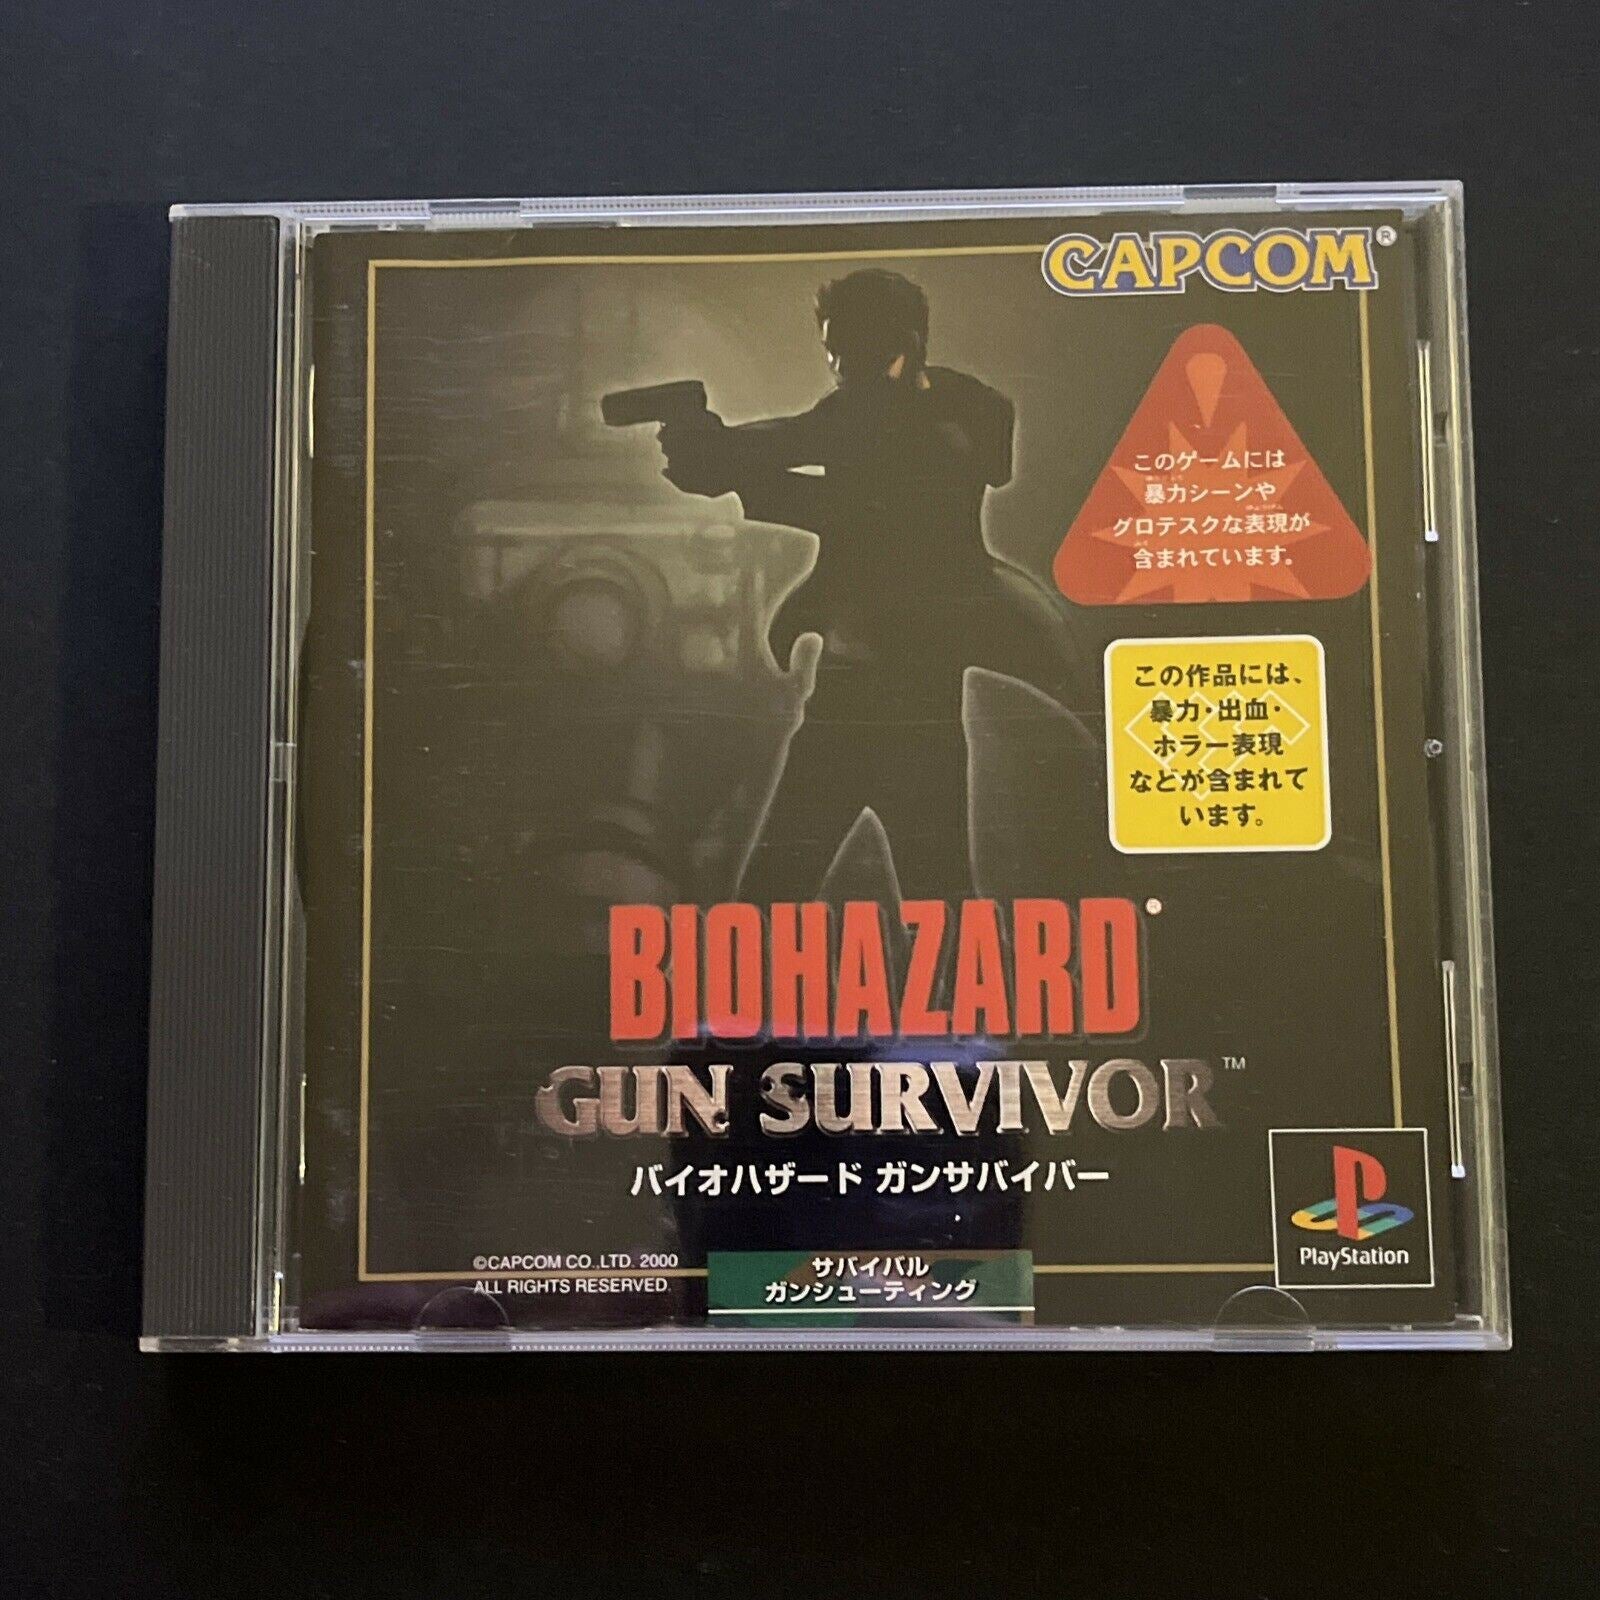 CAPCOM®
このゲームには
暴力シーンや
グロテスクな表現が
含まれています。
この作品には、
暴力・出血・
ホラー表現
などが含まれて
います。
BIOHAZARD®
GUN SURVIVOR™
バイオハザード ガンサバイバー
©CAPCOM CO.,LTD. 2000
ALL RIGHTS RESERVED.
サバイバル
ガンシューティング
PlayStation